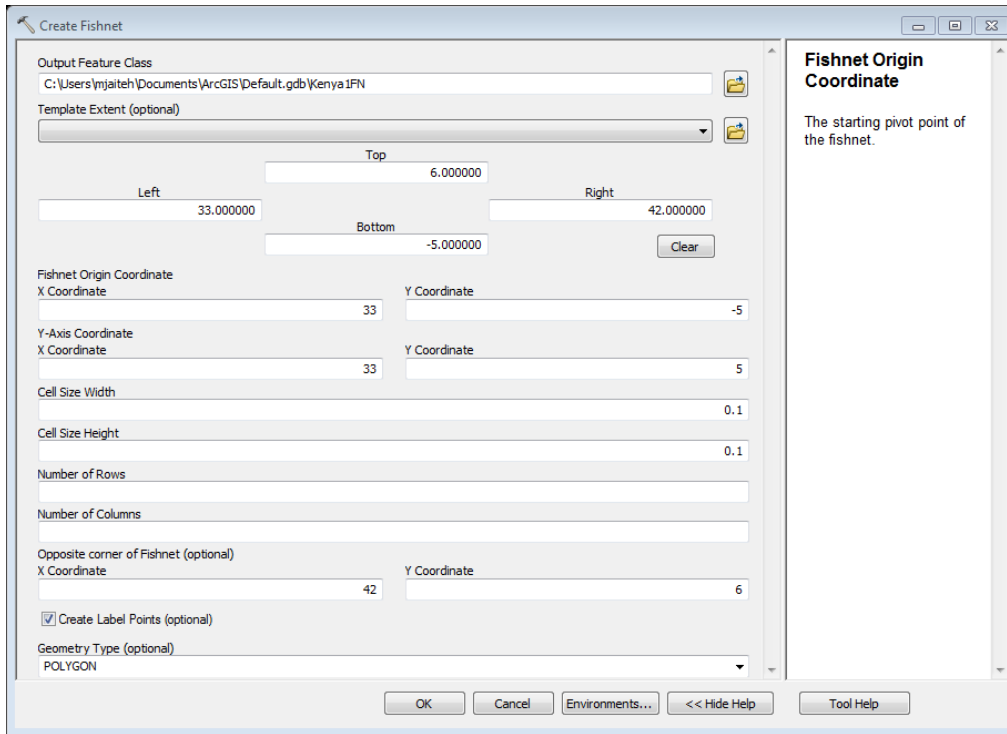 Create Fishnet
Output Feature Class
C:\Users\mjaiteh\Documents\ArcGIS\Default.gdb\Kenya1FN
Template Extent (optional)
Top
6.000000
Left
Right
33.000000
42.000000
Bottom
-5.000000
Clear
Fishnet Origin Coordinate
X Coordinate
Y Coordinate
33
-5
Y-Axis Coordinate
X Coordinate
Y Coordinate
33
5
Cell Size Width
0.1
Cell Size Height
0.1
Number of Rows
Number of Columns
Opposite corner of Fishnet (optional)
X Coordinate
Y Coordinate
42
6
Create Label Points (optional)
Geometry Type (optional)
POLYGON
OK
Cancel
Environments...
<< Hide Help
Tool Help
Fishnet Origin
Coordinate
The starting pivot point of
the fishnet.